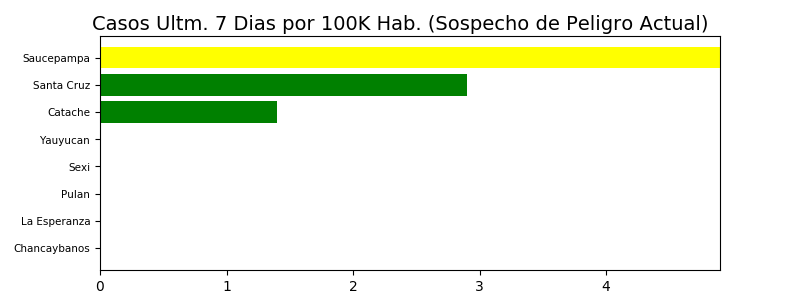 Casos Ultm. 7 Dias por 100K Hab. (Sospecho de Peligro Actual)
Saucepampa
Santa Cruz
Catache
Yauyucan
Sexi
Pulan
La Esperanza
Chancaybanos
0 1 2 3 4